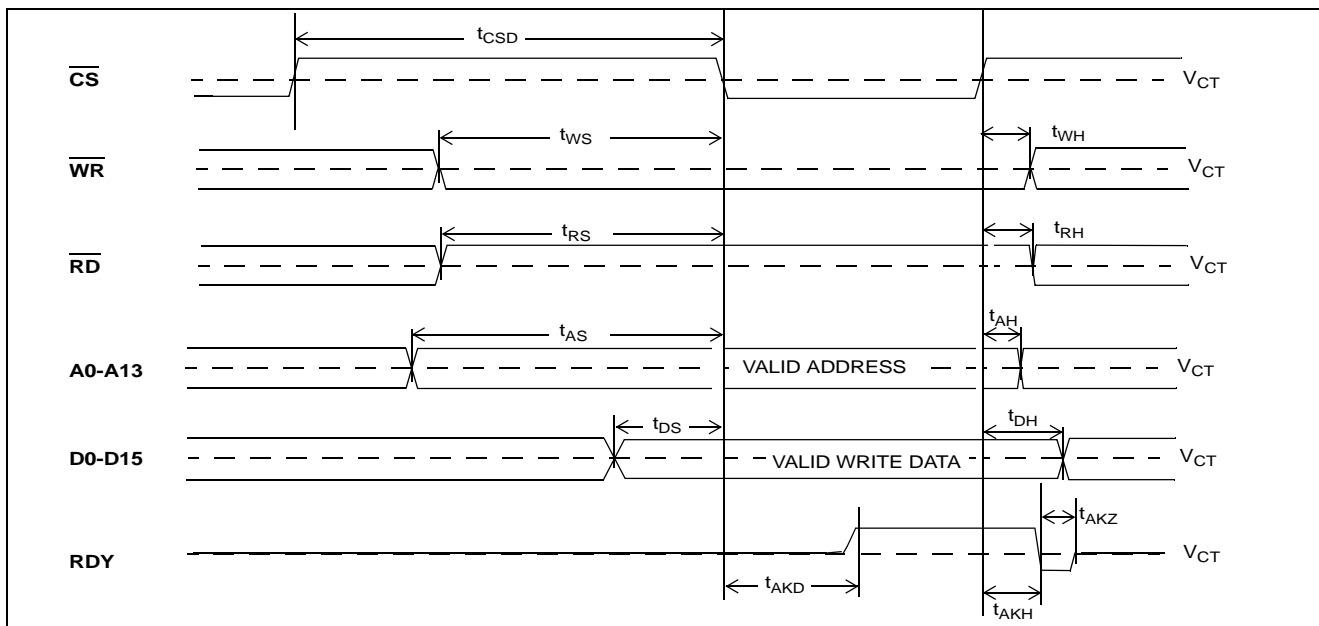 tCSD
CS VCT
tWS tWH
WR VCT
tRS tRH
RD VCT
tAS tAH
A0-A13 VALID ADDRESS VCT
tDS tDH
D0-D15 VALID WRITE DATA VCT
tAKZ
RDY VCT
tAKD
tAKH